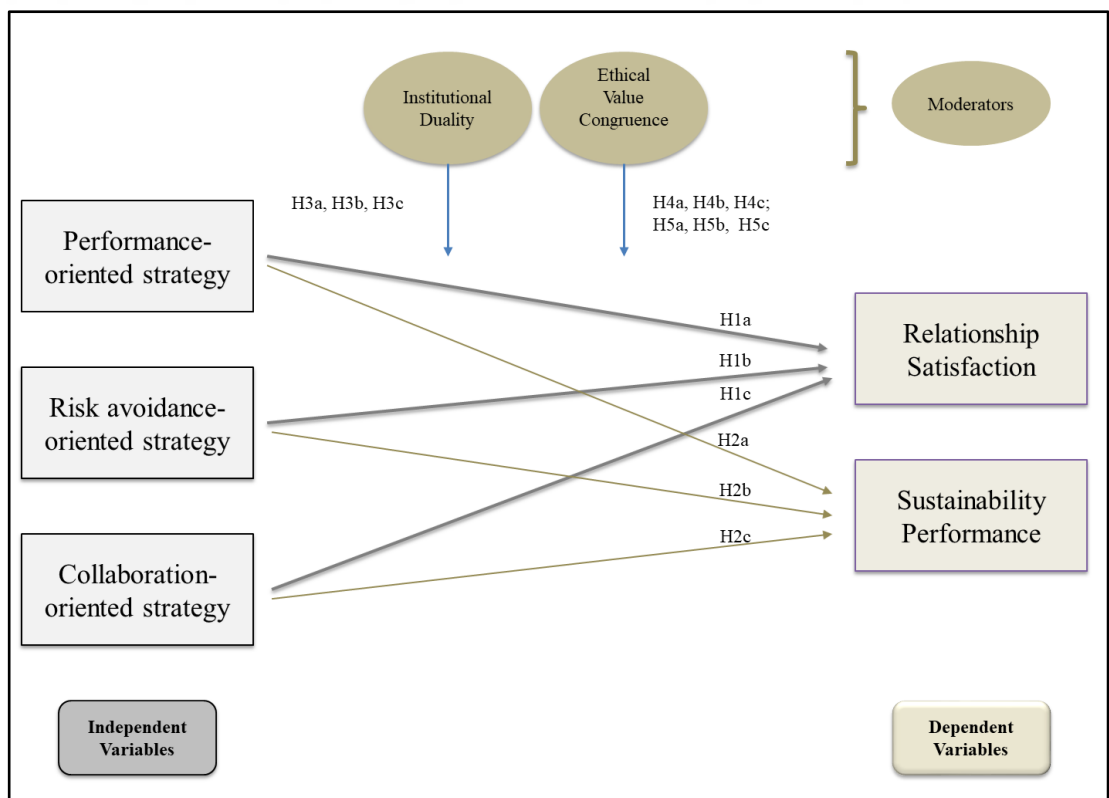 Institutional
Duality
Ethical
Value
Congruence
Moderators
H3a, H3b, H3c
H4a, H4b, H4c;
H5a, H5b, H5c
Performance-
oriented strategy
H1a
Relationship
Satisfaction
H1b
Risk avoidance-
oriented strategy
H1c
H2a
H2b
Sustainability
Performance
H2c
Collaboration-
oriented strategy
Independent
Variables
Dependent
Variables